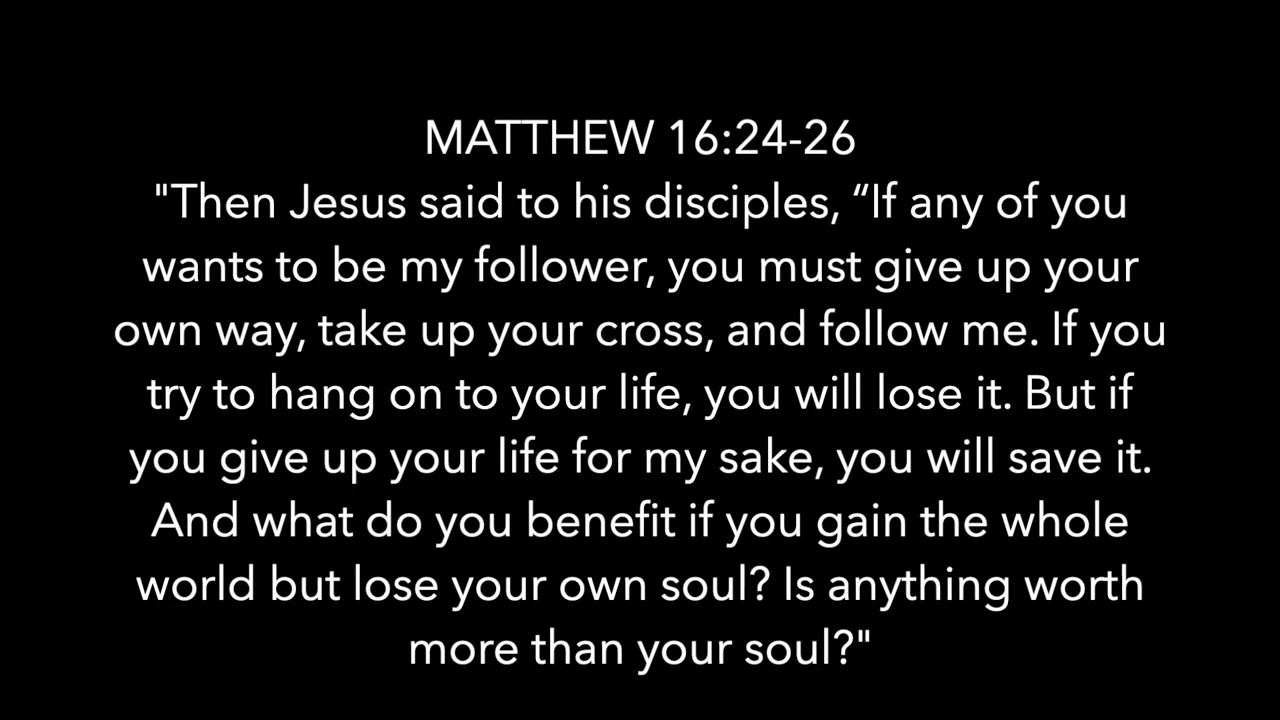 MATTHEW 16:24-26
"Then Jesus said to his disciples, “If any of you
wants to be my follower, you must give up your
own way, take up your cross, and follow me. If you
try to hang on to your life, you will lose it. But if
you give up your life for my sake, you will save it.
And what do you benefit if you gain the whole
world but lose your own soul? Is anything worth
more than your soul?"